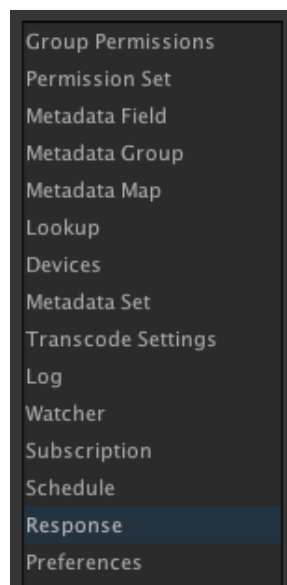 Group Permissions
Permission Set
Metadata Field
Metadata Group
Metadata Map
Lookup
Devices
Metadata Set
Transcode Settings
Log
Watcher
Subscription
Schedule
Response
Preferences